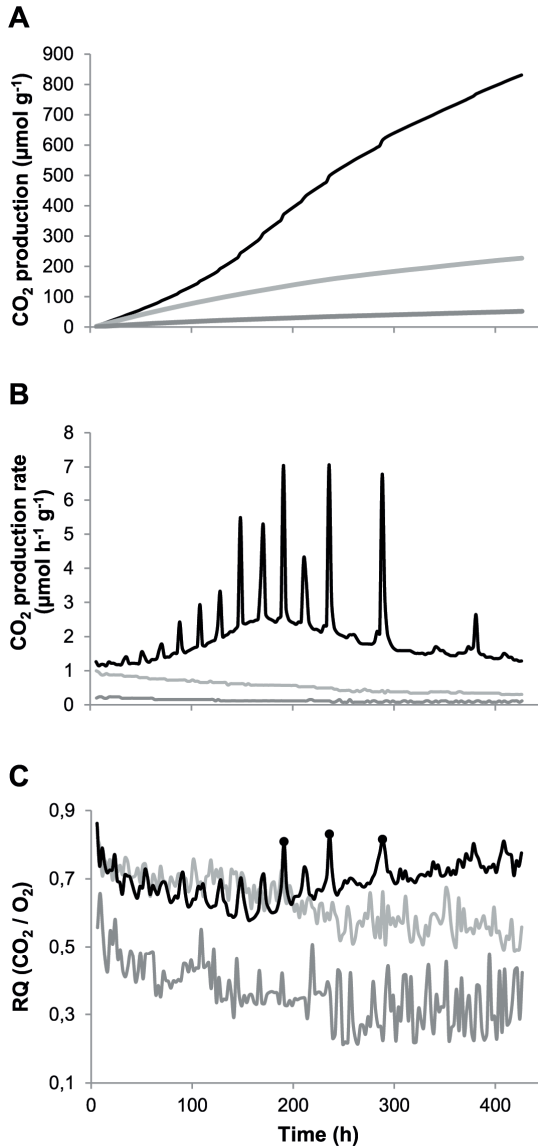 A
CO₂ production (µmol g⁻¹)
900
800
700
600
500
400
300
200
100
0
B
CO₂ production rate
(µmol h⁻¹ g⁻¹)
8
7
6
5
4
3
2
1
0
C
RQ (CO₂ / O₂)
0,9
0,7
0,5
0,3
0,1
0 100 200 300 400
Time (h)